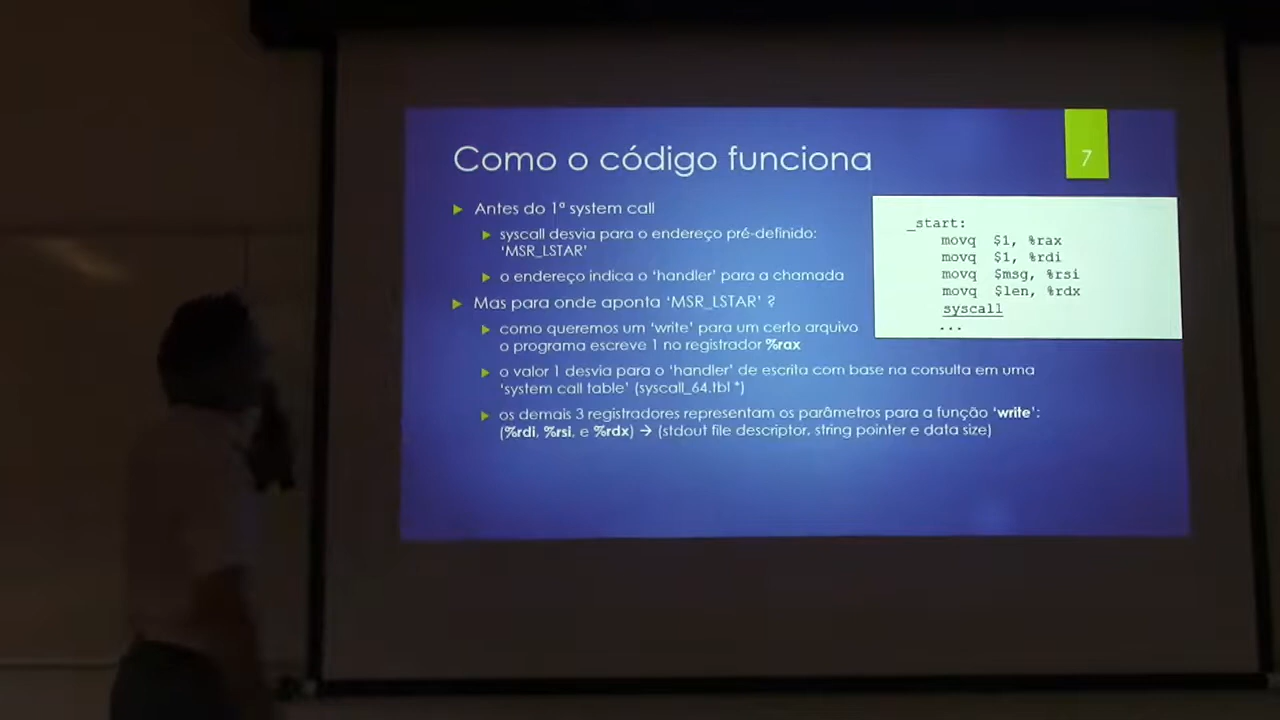 Como o código funciona
7
Antes do 1ª system call
syscall desvia para o endereço pré-definido:
‘MSR_LSTAR’
o endereço indica o ‘handler’ para a chamada
Mas para onde aponta ‘MSR_LSTAR’ ?
como queremos um ‘write’ para um certo arquivo
o programa escreve 1 no registrador %rax
o valor 1 desvia para o ‘handler’ de escrita com base na consulta em uma
‘system call table’ (syscall_64.tbl *)
os demais 3 registradores representam os parâmetros para a função ‘write’:
(%rdi, %rsi, e %rdx) → (stdout file descriptor, string pointer e data size)
_start:
movq $1, %rax
movq $1, %rdi
movq $msg, %rsi
movq $len, %rdx
syscall
...